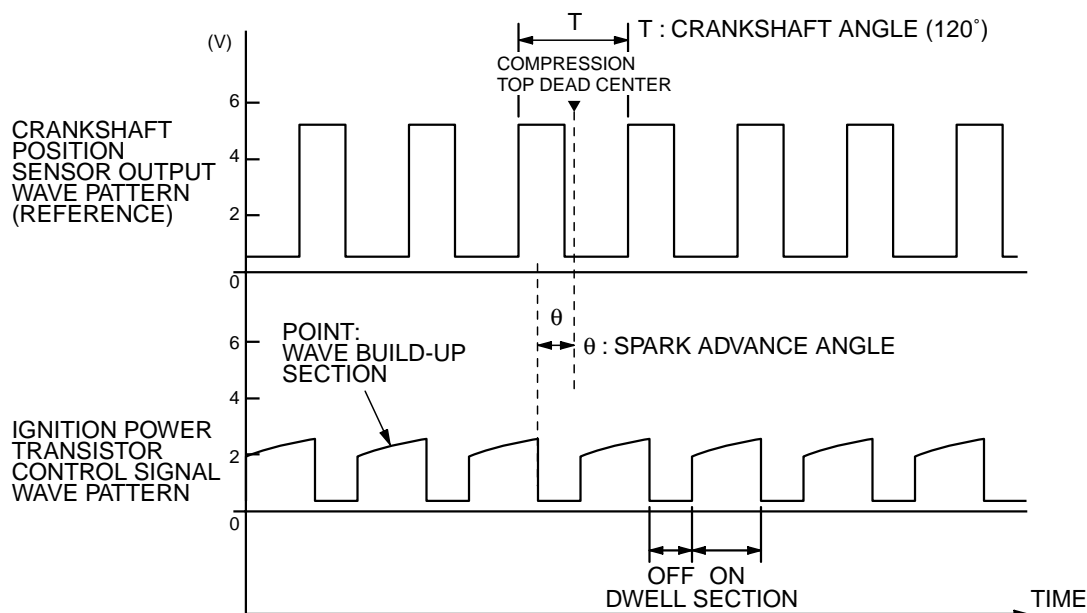 T
T : CRANKSHAFT ANGLE (120˚)
(V)
COMPRESSION
TOP DEAD CENTER
6
CRANKSHAFT
POSITION
SENSOR OUTPUT
WAVE PATTERN
(REFERENCE)
4
2
0
θ
θ : SPARK ADVANCE ANGLE
POINT:
WAVE BUILD-UP
SECTION
6
4
IGNITION POWER
TRANSISTOR
CONTROL SIGNAL
WAVE PATTERN
2
0
OFF ON
DWELL SECTION
TIME